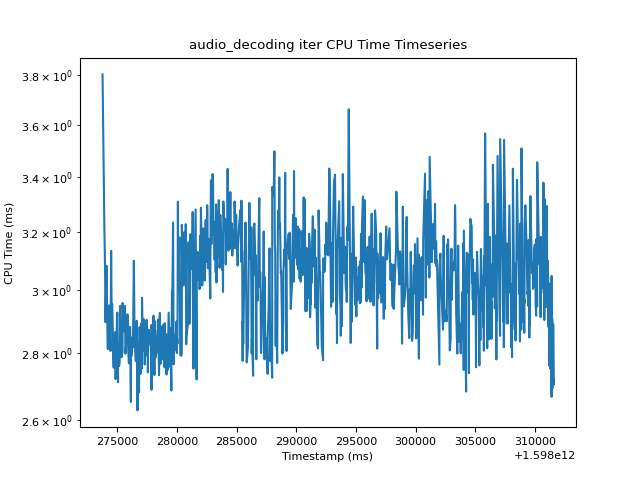 audio_decoding iter CPU Time Timeseries
CPU Time (ms)
3.8 × 10⁰
3.6 × 10⁰
3.4 × 10⁰
3.2 × 10⁰
3 × 10⁰
2.8 × 10⁰
2.6 × 10⁰
275000 280000 285000 290000 295000 300000 305000 310000
Timestamp (ms)
+1.598e12